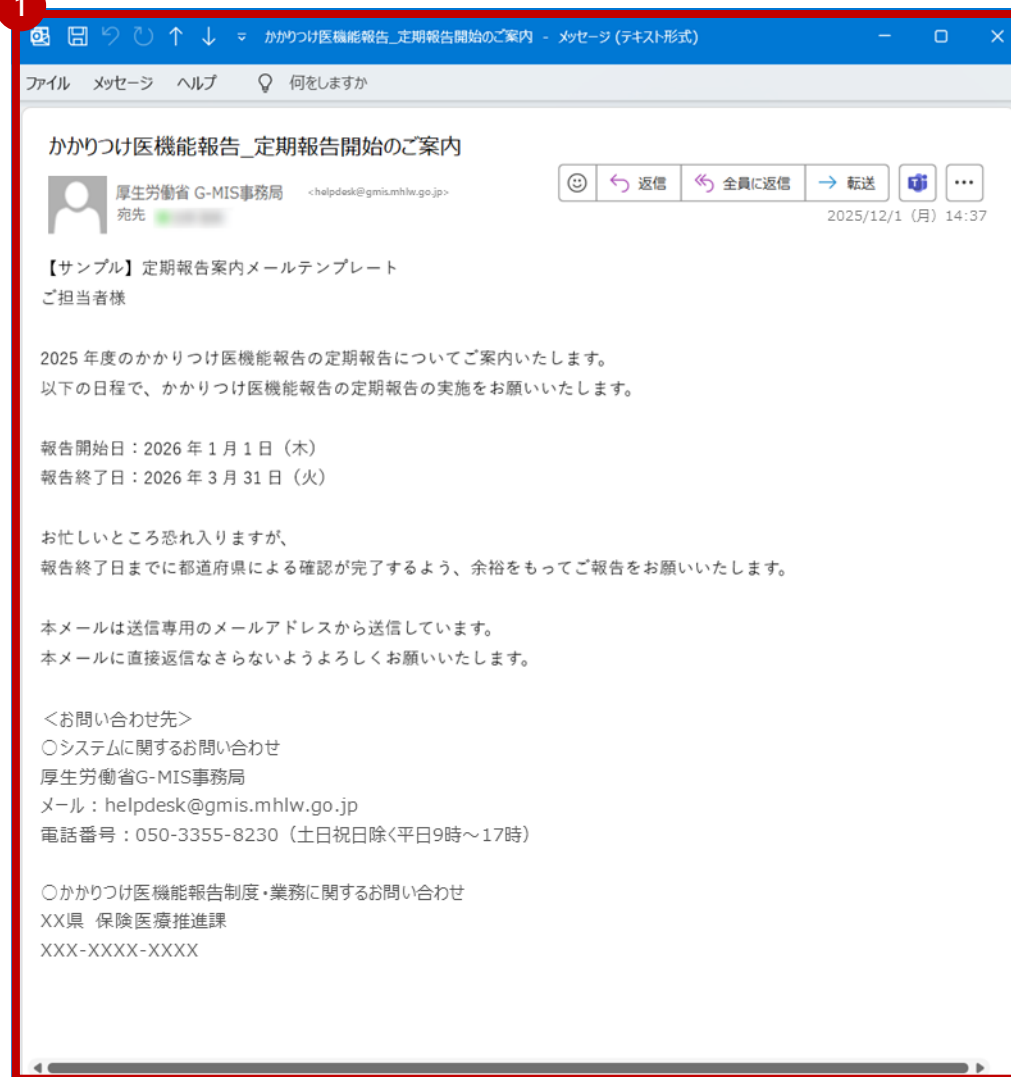 1
かかりつけ医機能報告_定期報告開始のご案内 - メッセージ (テキスト形式)
ファイル メッセージ ヘルプ 何をしますか
かかりつけ医機能報告_定期報告開始のご案内
厚生労働省 G-MIS事務局 <helpdesk@gmis.mhlw.go.jp>
返信 全員に返信 転送
宛先
2025/12/1 (月) 14:37
【サンプル】定期報告案内メールテンプレート
ご担当者様
2025 年度のかかりつけ医機能報告の定期報告についてご案内いたします。
以下の日程で、かかりつけ医機能報告の定期報告の実施をお願いいたします。
報告開始日：2026 年 1 月 1 日（木）
報告終了日：2026 年 3 月 31 日（火）
お忙しいところ恐れ入りますが、
報告終了日までに都道府県による確認が完了するよう、余裕をもってご報告をお願いいたします。
本メールは送信専用のメールアドレスから送信しています。
本メールに直接返信なさらないようよろしくお願いいたします。
＜お問い合わせ先＞
○システムに関するお問い合わせ
厚生労働省G-MIS事務局
メール：helpdesk@gmis.mhlw.go.jp
電話番号：050-3355-8230（土日祝日除く平日9時～17時）
○かかりつけ医機能報告制度・業務に関するお問い合わせ
XX県 保険医療推進課
XXX-XXXX-XXXX